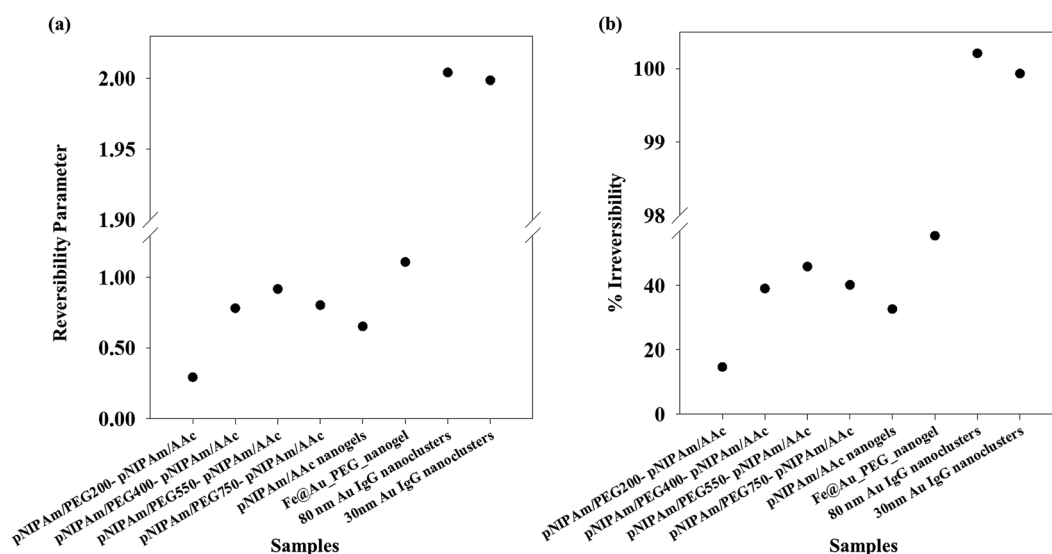 (a)
Reversibility Parameter
2.00
1.95
1.90
1.00
0.50
0.00
pNIPAm/PEG200- pNIPAm/AAc
pNIPAm/PEG400- pNIPAm/AAc
pNIPAm/PEG550- pNIPAm/AAc
pNIPAm/PEG750- pNIPAm/AAc
pNIPAm/AAc nanogels
Fe@Au_PEG_nanogel
80 nm Au IgG nanoclusters
30nm Au IgG nanoclusters
Samples
(b)
% Irreversibility
100
99
98
40
20
0
pNIPAm/PEG200- pNIPAm/AAc
pNIPAm/PEG400- pNIPAm/AAc
pNIPAm/PEG550- pNIPAm/AAc
pNIPAm/PEG750- pNIPAm/AAc
pNIPAm/AAc nanogels
Fe@Au_PEG_nanogel
80 nm Au IgG nanoclusters
30nm Au IgG nanoclusters
Samples